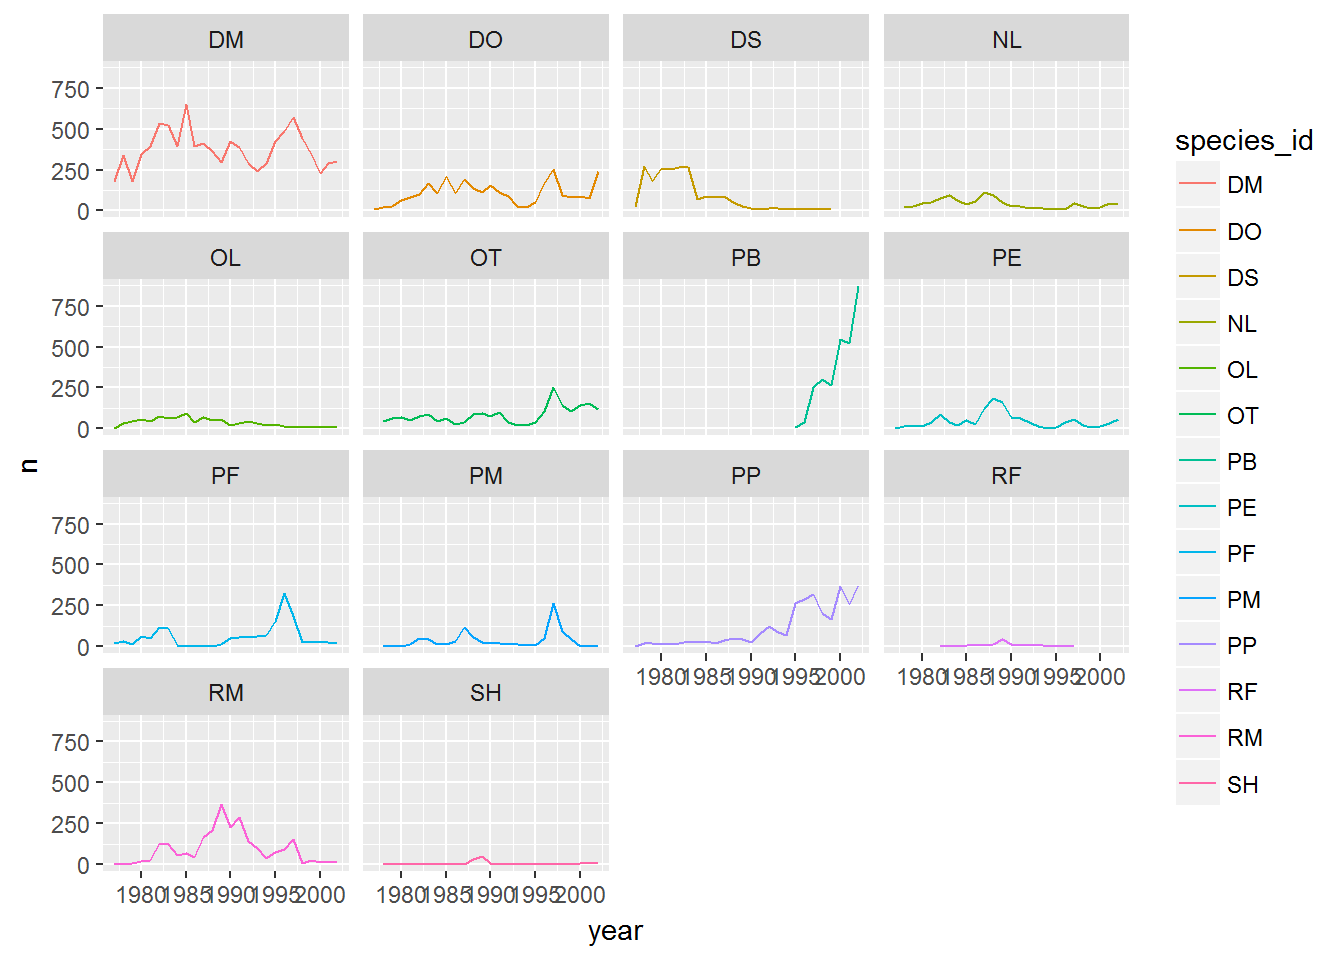 DM DO DS NL
750
500
250
0
OL OT PB PE
750
500
250
0
PF PM PP RF
750
500
250
0
1980 1985 1990 1995 2000 1980 1985 1990 1995 2000
RM SH
750
500
250
0
1980 1985 1990 1995 2000 1980 1985 1990 1995 2000
year
n
species_id
DM
DO
DS
NL
OL
OT
PB
PE
PF
PM
PP
RF
RM
SH